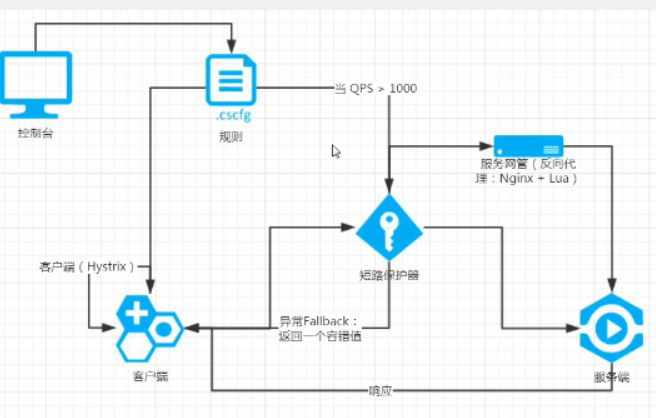 当 QPS > 1000
.cscfg
控制台
规则
服务网管（反向代
理：Nginx + Lua）
客户端（Hystrix）
短路保护器
异常Fallback：
返回一个容错值
客户端
服务端
响应